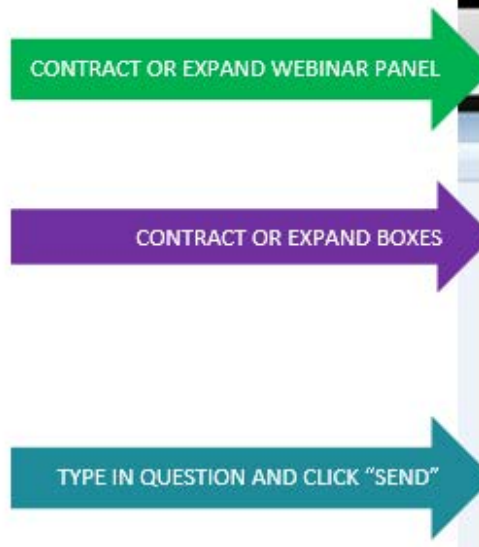 CONTRACT OR EXPAND WEBINAR PANEL
CONTRACT OR EXPAND BOXES
TYPE IN QUESTION AND CLICK “SEND”